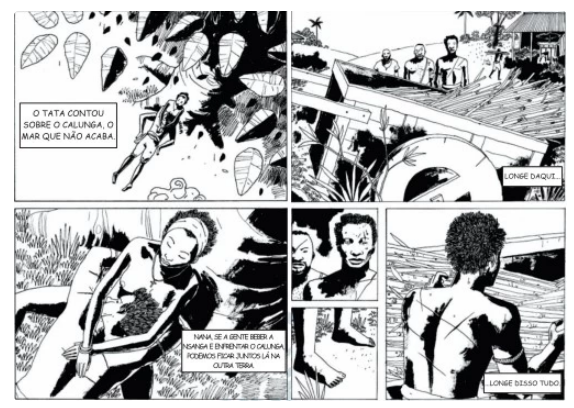 O TATA CONTOU
SOBRE O CALUNGA, O
MAR QUE NÃO ACABA.
LONGE DAQUI...
NANA, SE A GENTE BEBER A
NSANGA E ENFRENTAR O CALUNGA,
PODEMOS FICAR JUNTOS LÁ NA
OUTRA TERRA.
...LONGE DISSO TUDO.